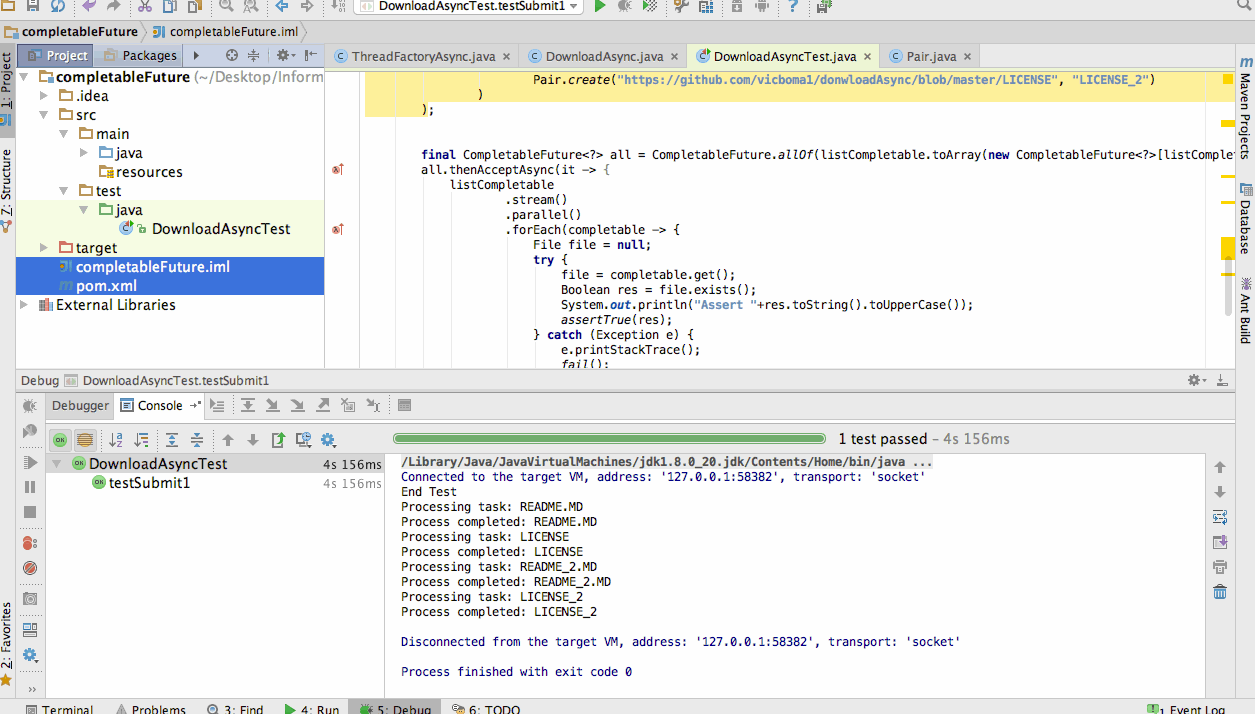 DownloadAsyncTest.testSubmit1
completableFuture
completableFuture.iml
Project
Packages
ThreadFactoryAsync.java
DownloadAsync.java
DownloadAsyncTest.java
Pair.java
1: Project
Z: Structure
2: Favorites
completableFuture (~/Desktop/Inform
.idea
src
main
java
resources
test
java
DownloadAsyncTest
target
completableFuture.iml
pom.xml
External Libraries
Pair.create("https://github.com/vicboma1/donwloadAsync/blob/master/LICENSE", "LICENSE_2")
)
);
final CompletableFuture<?> all = CompletableFuture.allOf(listCompletable.toArray(new CompletableFuture<?>[listComplet
all.thenAcceptAsync(it -> {
listCompletable
.stream()
.parallel()
.forEach(completable -> {
File file = null;
try {
file = completable.get();
Boolean res = file.exists();
System.out.println("Assert "+res.toString().toUpperCase());
assertTrue(res);
} catch (Exception e) {
e.printStackTrace();
fail();
Maven Projects
Database
Ant Build
Debug DownloadAsyncTest.testSubmit1
Debugger
Console
1 test passed – 4s 156ms
DownloadAsyncTest 4s 156ms
testSubmit1 4s 156ms
/Library/Java/JavaVirtualMachines/jdk1.8.0_20.jdk/Contents/Home/bin/java ...
Connected to the target VM, address: '127.0.0.1:58382', transport: 'socket'
End Test
Processing task: README.MD
Process completed: README.MD
Processing task: LICENSE
Process completed: LICENSE
Processing task: README_2.MD
Process completed: README_2.MD
Processing task: LICENSE_2
Process completed: LICENSE_2
Disconnected from the target VM, address: '127.0.0.1:58382', transport: 'socket'
Process finished with exit code 0
Terminal
Problems
3: Find
4: Run
5: Debug
6: TODO
1 Event Log